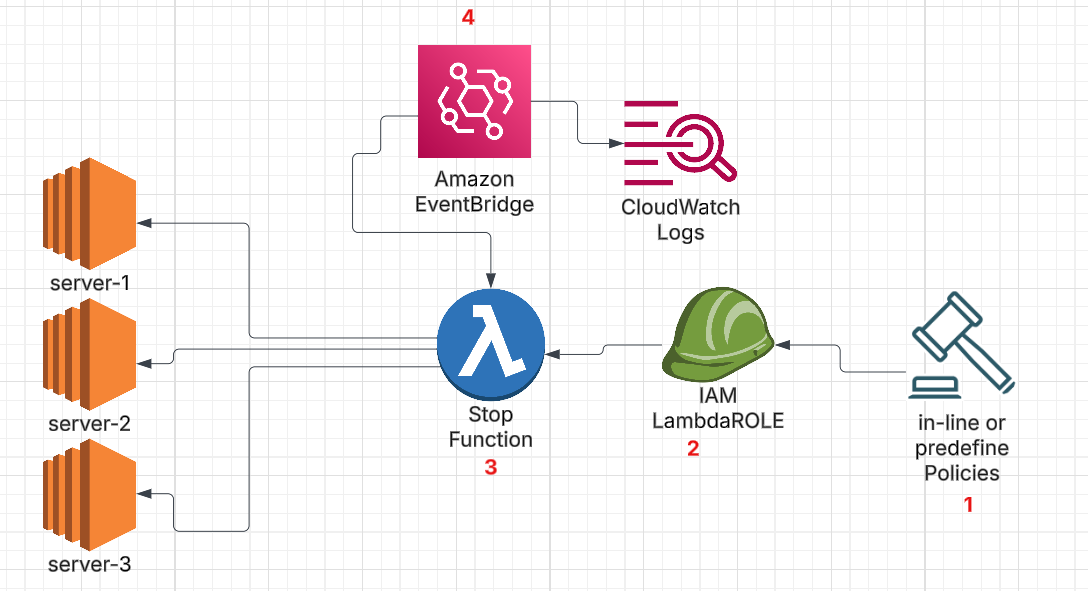 4
Amazon
EventBridge
CloudWatch
Logs
server-1
server-2
server-3
Stop
Function
3
IAM
LambdaROLE
2
in-line or
predefine
Policies
1